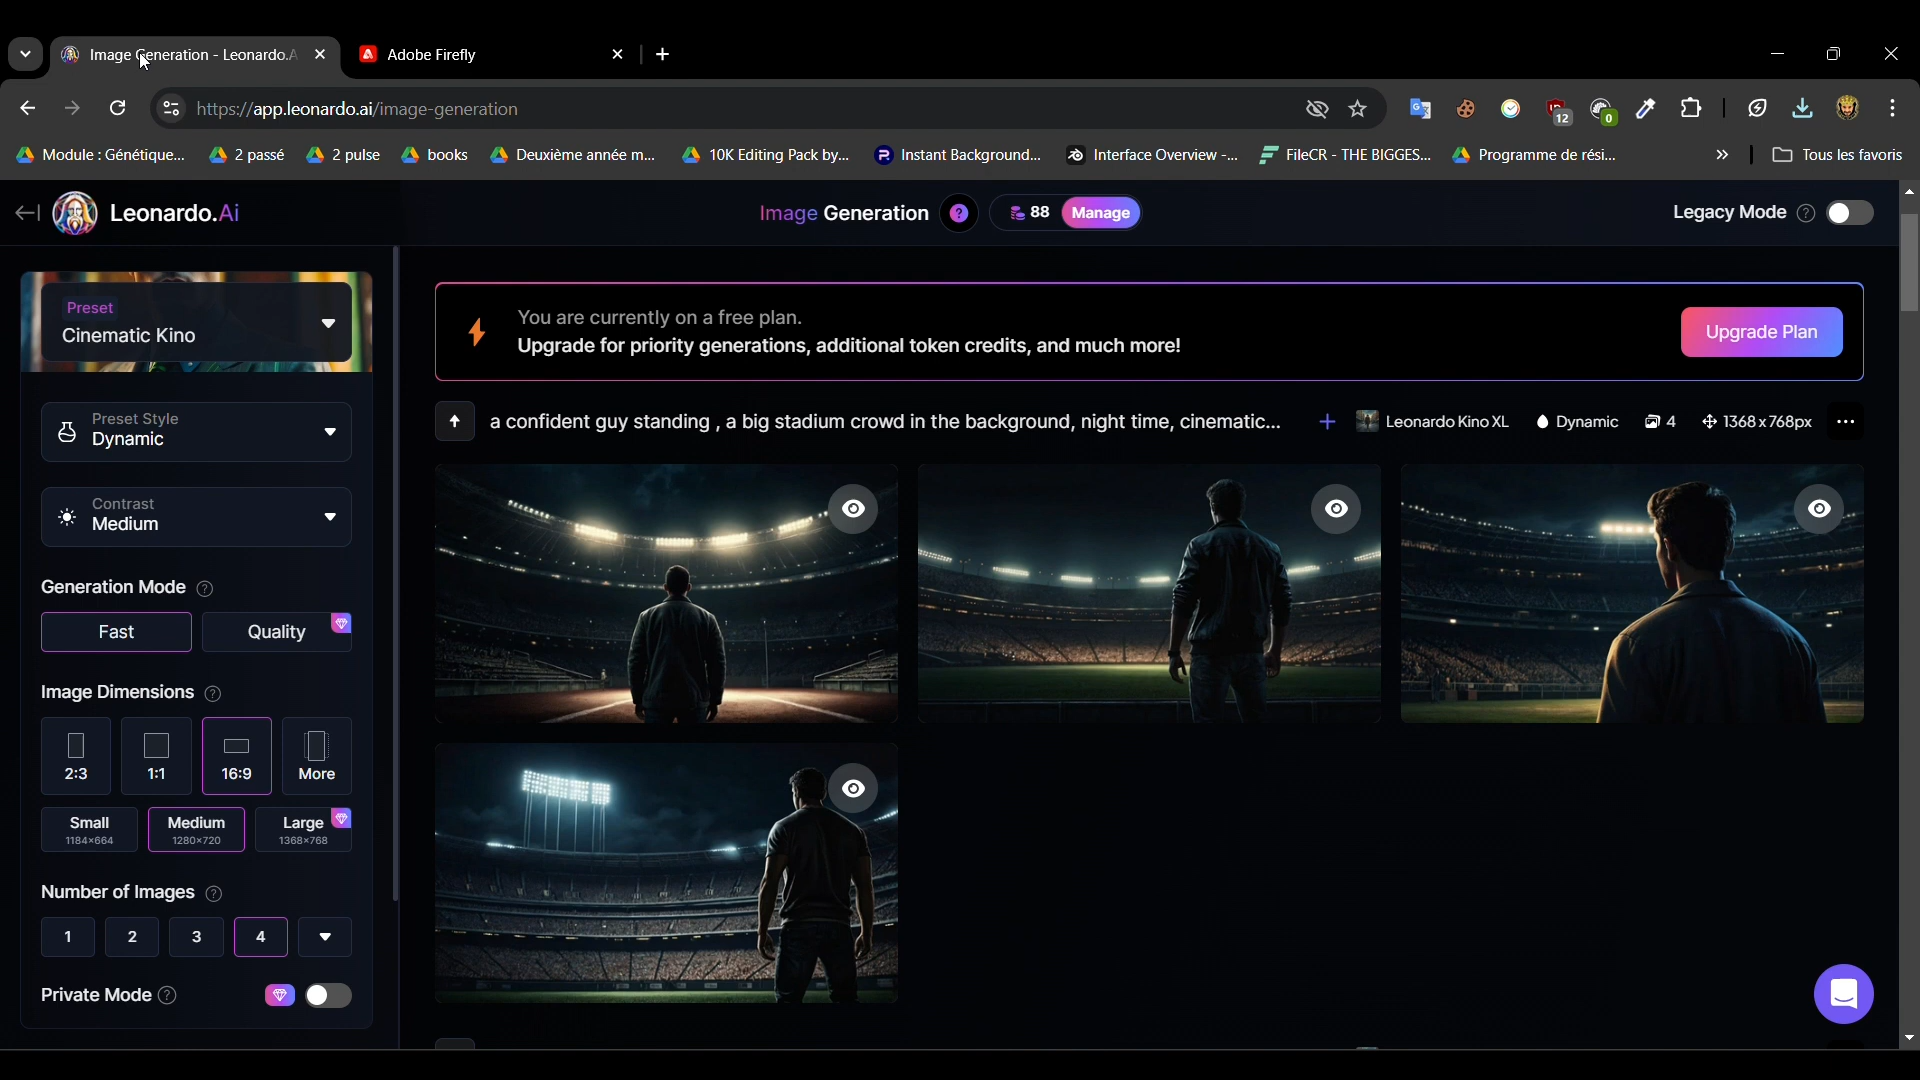 Image Generation - Leonardo.A
Adobe Firefly
https://app.leonardo.ai/image-generation
12
0
Module : Génétique...
2 passé
2 pulse
books
Deuxième année m...
10K Editing Pack by...
Instant Background...
Interface Overview -...
FileCR - THE BIGGES...
Programme de rési...
Tous les favoris
Leonardo.Ai
Image Generation
?
88
Manage
Legacy Mode
?
Preset
Cinematic Kino
You are currently on a free plan.
Upgrade for priority generations, additional token credits, and much more!
Upgrade Plan
a confident guy standing , a big stadium crowd in the background, night time, cinematic...
Leonardo Kino XL
Dynamic
4
1368 x 768px
Preset Style
Dynamic
Contrast
Medium
Generation Mode ?
Fast
Quality
Image Dimensions ?
2:3
1:1
16:9
More
Small
1184×664
Medium
1280×720
Large
1368×768
Number of Images ?
1
2
3
4
Private Mode ?